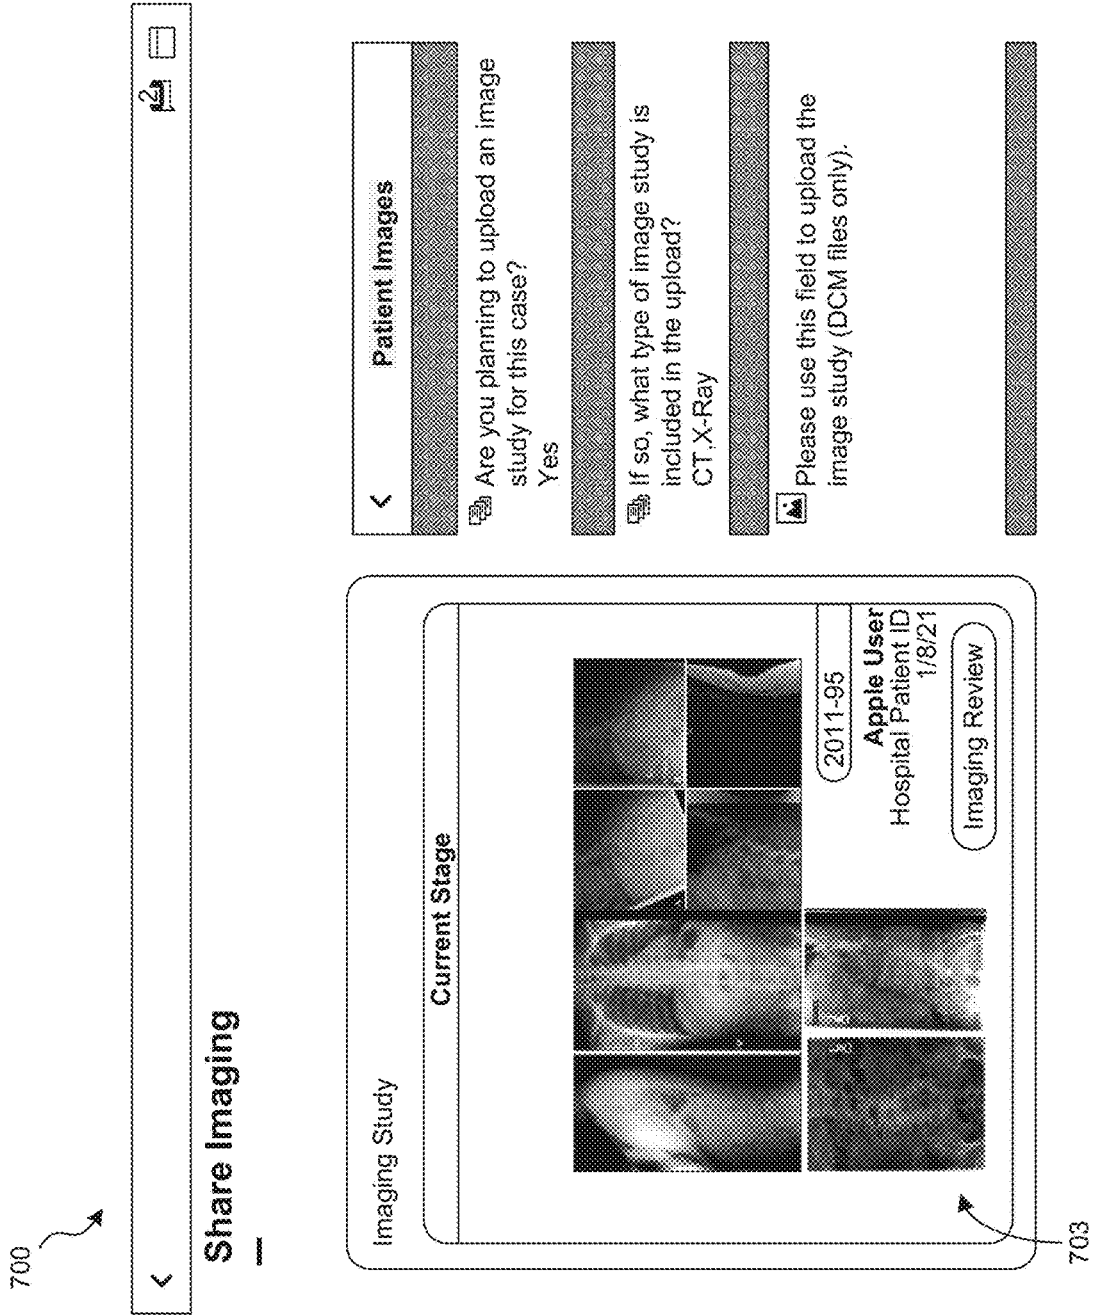 700
2
Share Imaging
Imaging Study
Current Stage
2011-95
Apple User
Hospital Patient ID
1/8/21
Imaging Review
703
Patient Images
Are you planning to upload an image
study for this case?
Yes
If so, what type of image study is
included in the upload?
CT,X-Ray
Please use this field to upload the
image study (DCM files only).